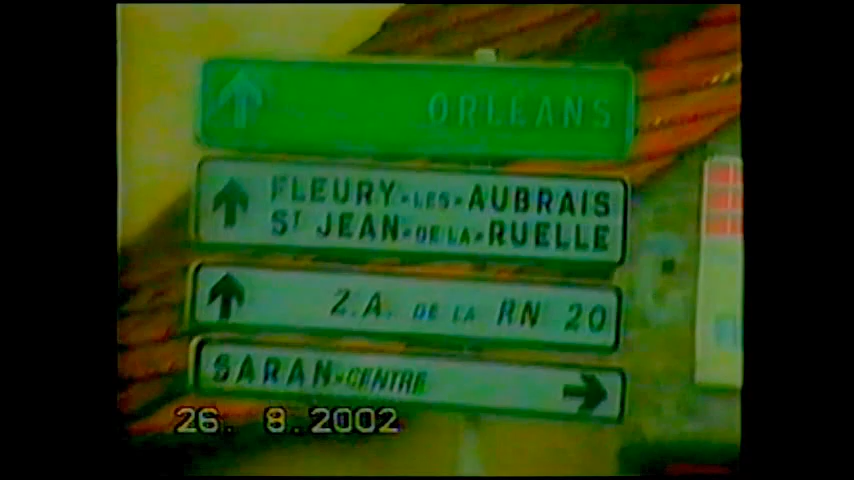 ORLEANS
FLEURY-LES-AUBRAIS
ST JEAN-DE-LA-RUELLE
Z.A. DE LA RN 20
SARAN-CENTRE
26. 8.2002